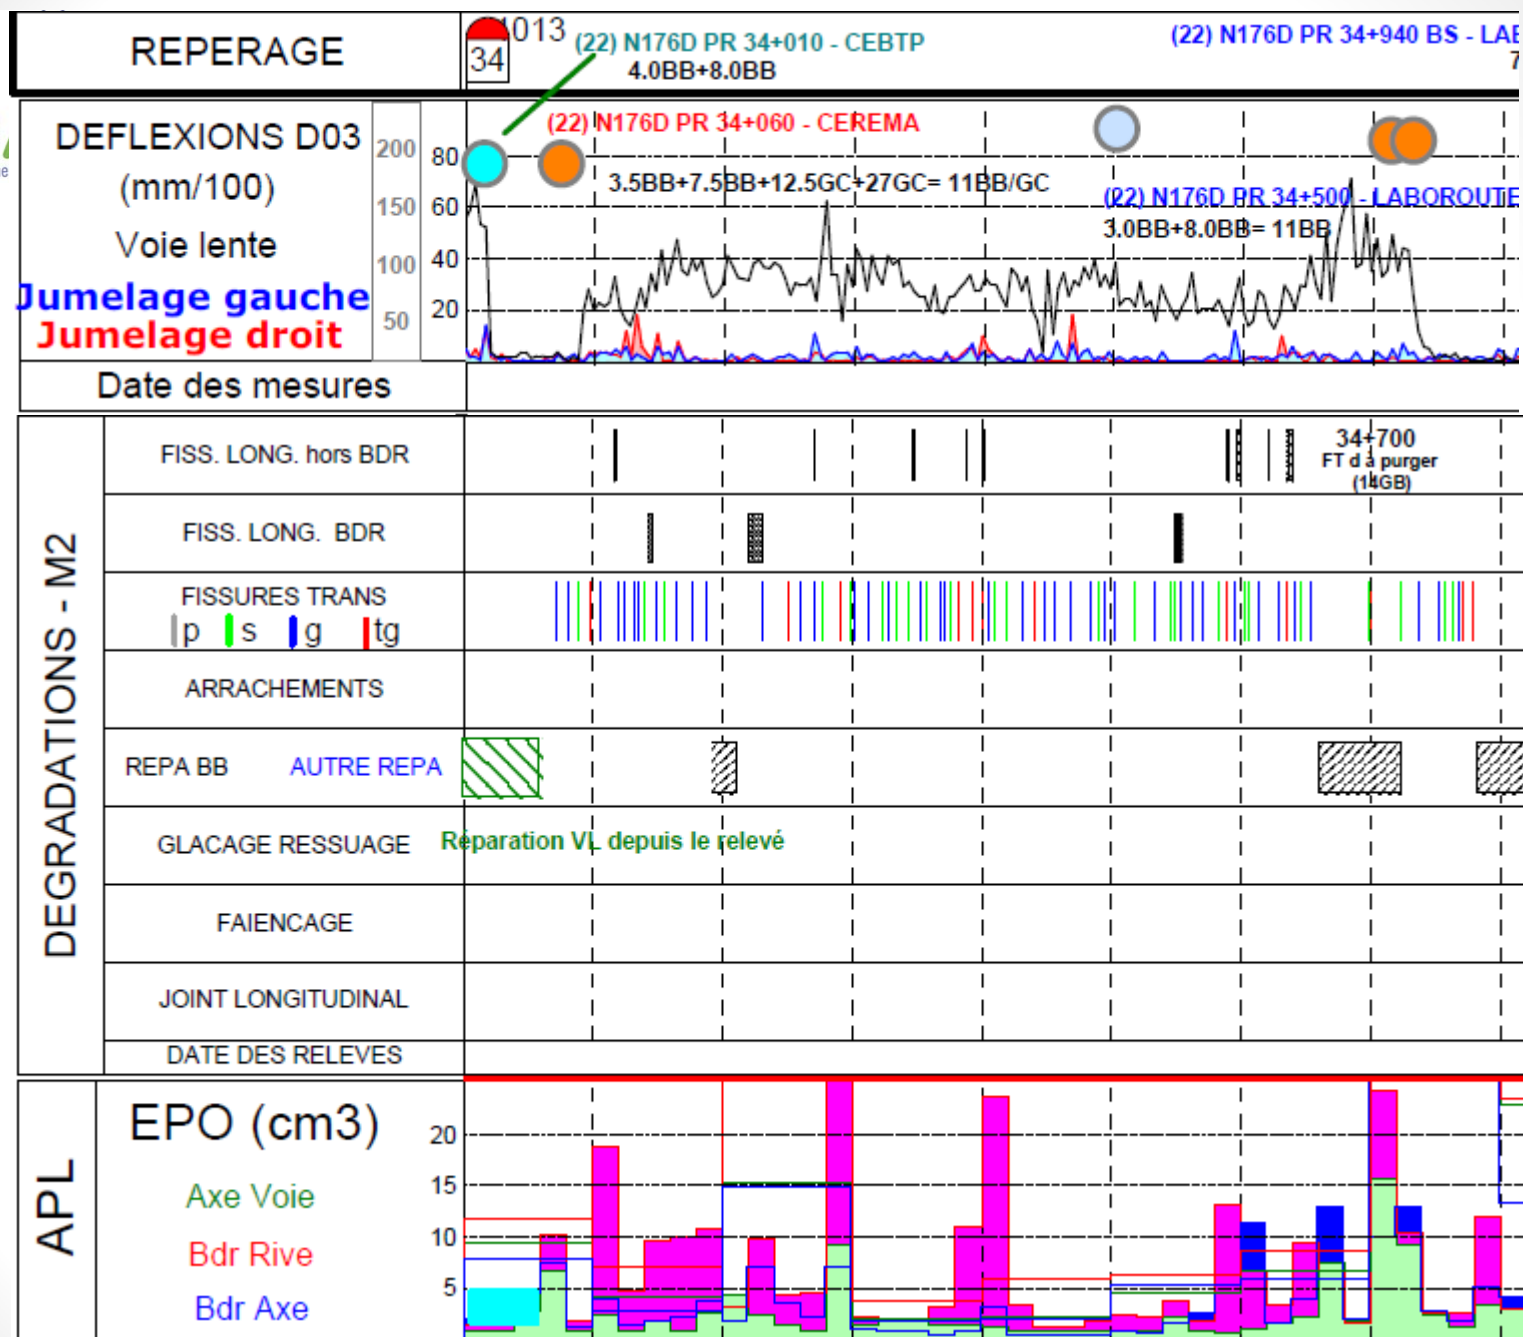 REPERAGE
34
1013
(22) N176D PR 34+010 - CEBTP
4.0BB+8.0BB
(22) N176D PR 34+940 BS - LAB
7
DEFLEXIONS D03
(mm/100)
Voie lente
Jumelage gauche
Jumelage droit
200
150
100
50
80
60
40
20
(22) N176D PR 34+060 - CEREMA
3.5BB+7.5BB+12.5GC+27GC= 11BB/GC
(22) N176D PR 34+500 - LABOROUTE
3.0BB+8.0BB= 11BB
Date des mesures
DEGRADATIONS - M2
FISS. LONG. hors BDR
34+700
FT d à purger
(14GB)
FISS. LONG. BDR
FISSURES TRANS
p s g tg
ARRACHEMENTS
REPA BB AUTRE REPA
GLACAGE RESSUAGE
Réparation VL depuis le relevé
FAIENCAGE
JOINT LONGITUDINAL
DATE DES RELEVES
APL
EPO (cm3)
Axe Voie
Bdr Rive
Bdr Axe
20
15
10
5